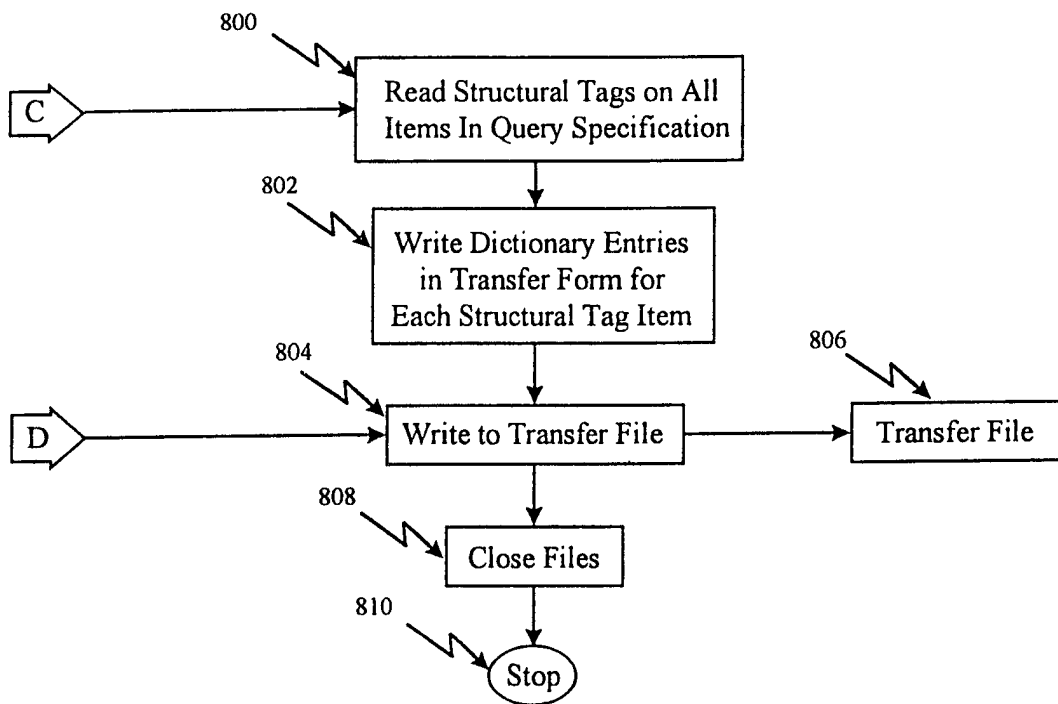 800
C
Read Structural Tags on All
Items In Query Specification
802
Write Dictionary Entries
in Transfer Form for
Each Structural Tag Item
804
806
D
Write to Transfer File
Transfer File
808
Close Files
810
Stop